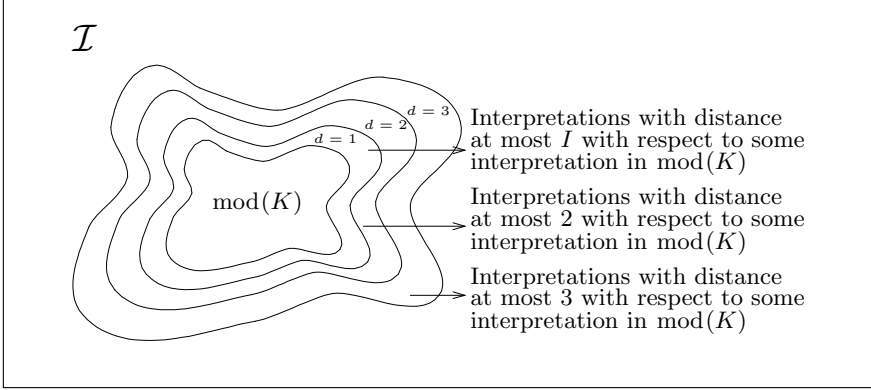 ℐ
d = 3
d = 2
d = 1
mod(K)
Interpretations with distance
at most I with respect to some
interpretation in mod(K)
Interpretations with distance
at most 2 with respect to some
interpretation in mod(K)
Interpretations with distance
at most 3 with respect to some
interpretation in mod(K)